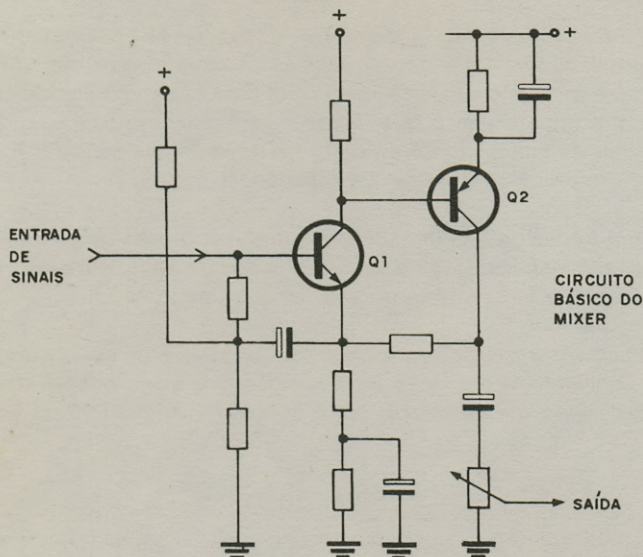 +
+
+
ENTRADA
DE
SINAIS
Q1
Q2
CIRCUITO
BÁSICO DO
MIXER
SAÍDA